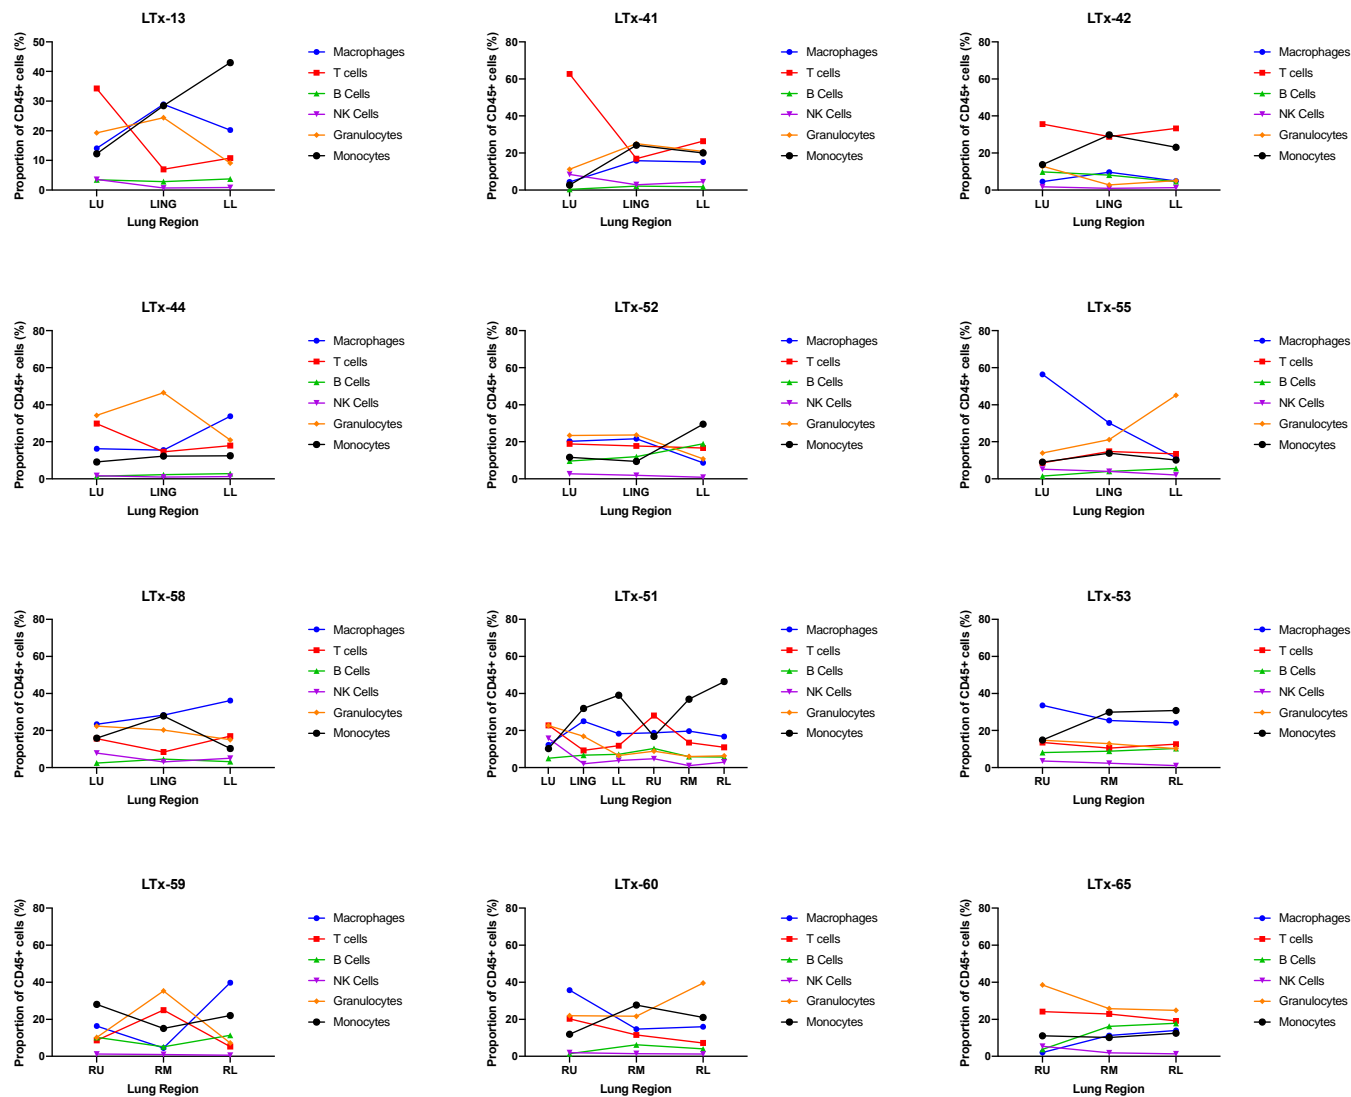 LTx-13
Proportion of CD45+ cells (%)
50
40
30
20
10
0
LU LING LL
Lung Region
Macrophages
T cells
B Cells
NK Cells
Granulocytes
Monocytes
LTx-41
Proportion of CD45+ cells (%)
80
60
40
20
0
LU LING LL
Lung Region
Macrophages
T cells
B Cells
NK Cells
Granulocytes
Monocytes
LTx-42
Proportion of CD45+ cells (%)
80
60
40
20
0
LU LING LL
Lung Region
Macrophages
T cells
B Cells
NK Cells
Granulocytes
Monocytes
LTx-44
Proportion of CD45+ cells (%)
80
60
40
20
0
LU LING LL
Lung Region
Macrophages
T cells
B Cells
NK Cells
Granulocytes
Monocytes
LTx-52
Proportion of CD45+ cells (%)
80
60
40
20
0
LU LING LL
Lung Region
Macrophages
T cells
B Cells
NK Cells
Granulocytes
Monocytes
LTx-55
Proportion of CD45+ cells (%)
80
60
40
20
0
LU LING LL
Lung Region
Macrophages
T cells
B Cells
NK Cells
Granulocytes
Monocytes
LTx-58
Proportion of CD45+ cells (%)
80
60
40
20
0
LU LING LL
Lung Region
Macrophages
T cells
B Cells
NK Cells
Granulocytes
Monocytes
LTx-51
Proportion of CD45+ cells (%)
80
60
40
20
0
LU LING LL RU RM RL
Lung Region
Macrophages
T cells
B Cells
NK Cells
Granulocytes
Monocytes
LTx-53
Proportion of CD45+ cells (%)
80
60
40
20
0
RU RM RL
Lung Region
Macrophages
T cells
B Cells
NK Cells
Granulocytes
Monocytes
LTx-59
Proportion of CD45+ cells (%)
80
60
40
20
0
RU RM RL
Lung Region
Macrophages
T cells
B Cells
NK Cells
Granulocytes
Monocytes
LTx-60
Proportion of CD45+ cells (%)
80
60
40
20
0
RU RM RL
Lung Region
Macrophages
T cells
B Cells
NK Cells
Granulocytes
Monocytes
LTx-65
Proportion of CD45+ cells (%)
80
60
40
20
0
RU RM RL
Lung Region
Macrophages
T cells
B Cells
NK Cells
Granulocytes
Monocytes